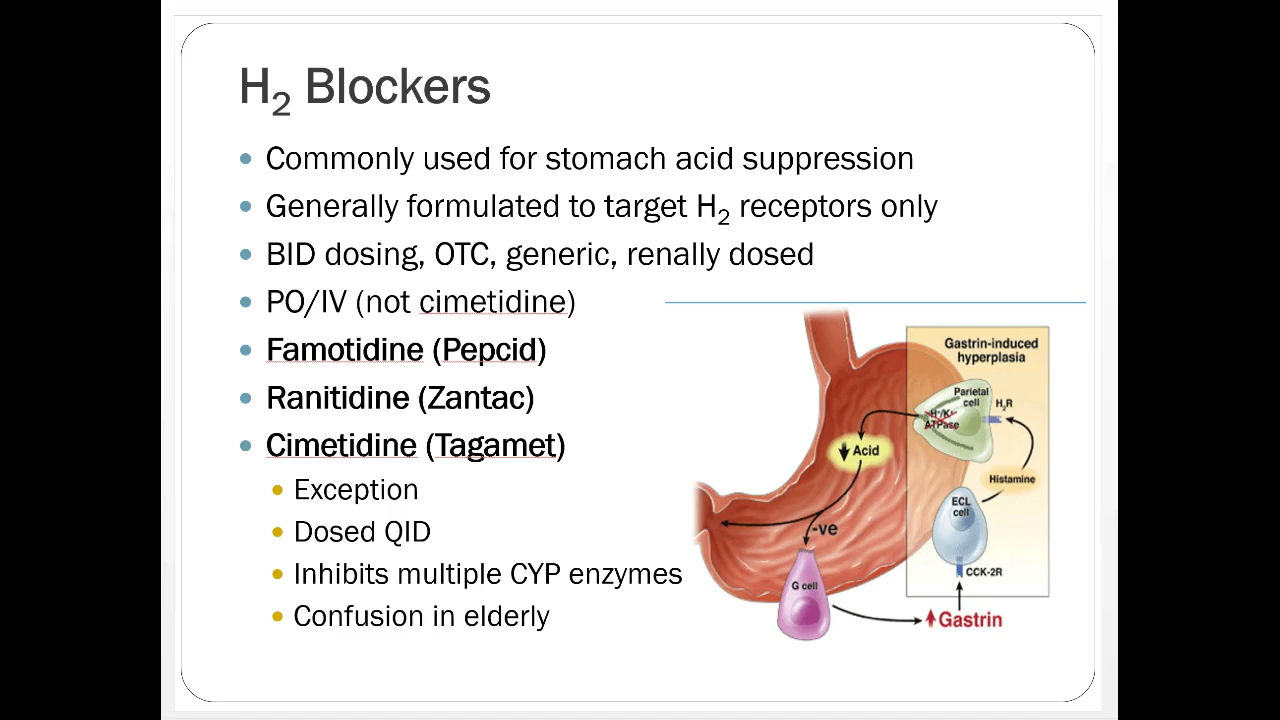 H₂ Blockers
Commonly used for stomach acid suppression
Generally formulated to target H₂ receptors only
BID dosing, OTC, generic, renally dosed
PO/IV (not cimetidine)
Famotidine (Pepcid)
Ranitidine (Zantac)
Cimetidine (Tagamet)
Exception
Dosed QID
Inhibits multiple CYP enzymes
Confusion in elderly
Gastrin-induced
hyperplasia
Parietal
cell
H₂R
H⁺/K⁺
ATPase
Acid
Histamine
ECL
cell
-ve
CCK-2R
G cell
Gastrin